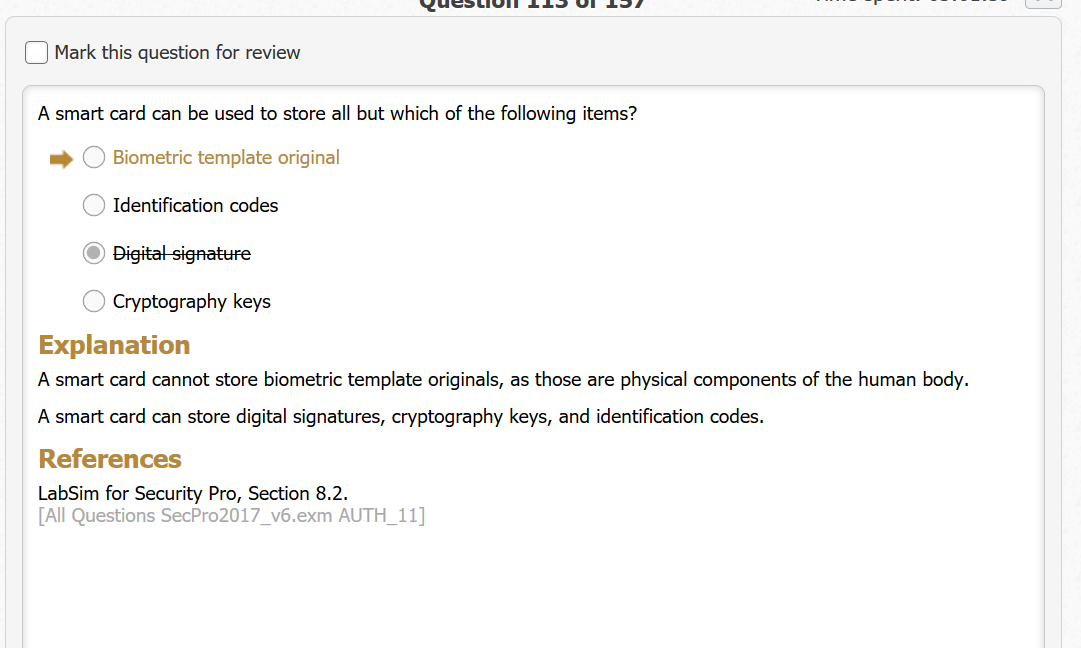 Question 113 of 157
Mark this question for review
A smart card can be used to store all but which of the following items?
Biometric template original
Identification codes
Digital signature
Cryptography keys
Explanation
A smart card cannot store biometric template originals, as those are physical components of the human body.
A smart card can store digital signatures, cryptography keys, and identification codes.
References
LabSim for Security Pro, Section 8.2.
[All Questions SecPro2017_v6.exm AUTH_11]